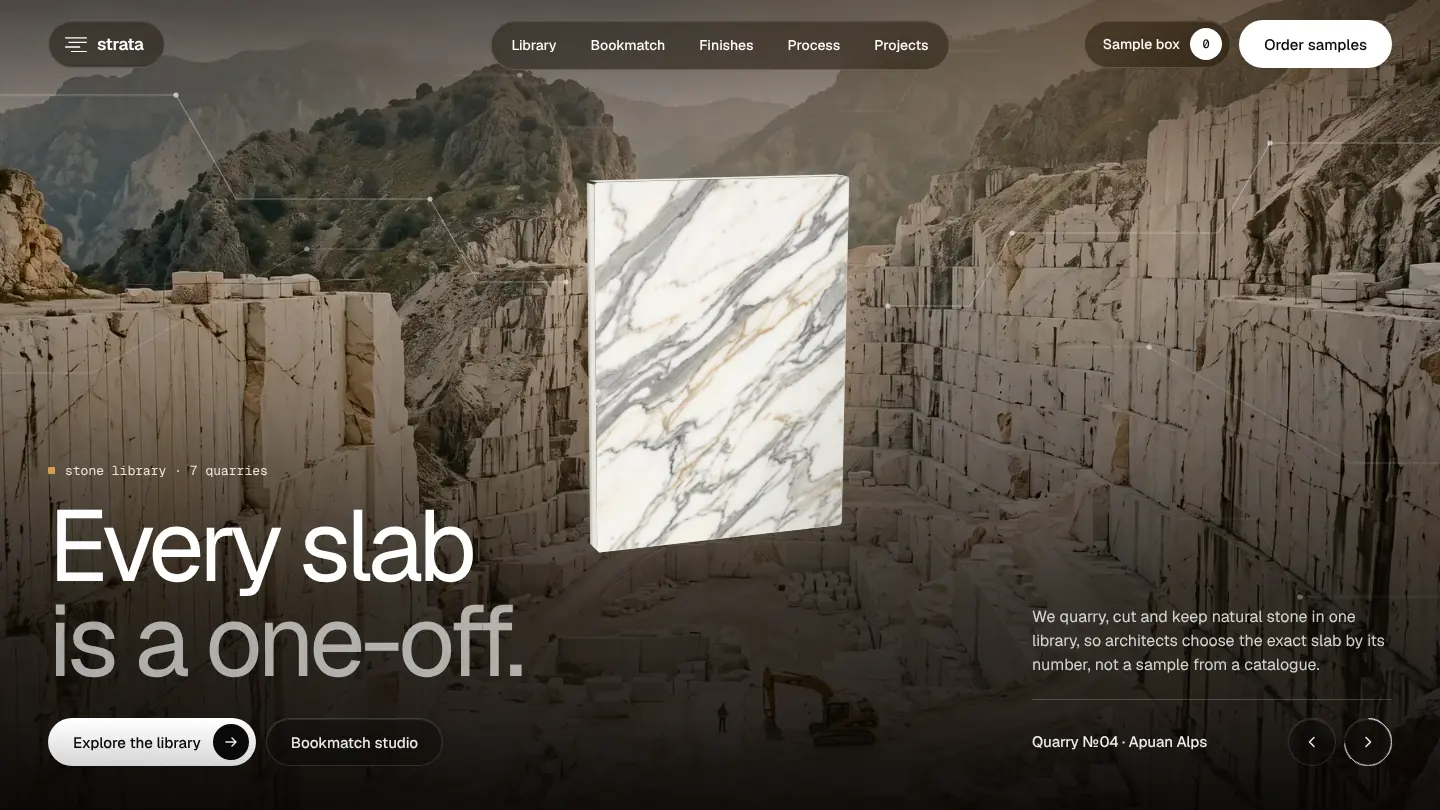 strata
Library
Bookmatch
Finishes
Process
Projects
Sample box 0
Order samples
stone library · 7 quarries
Every slab
is a one-off.
We quarry, cut and keep natural stone in one
library, so architects choose the exact slab by its
number, not a sample from a catalogue.
Explore the library
Bookmatch studio
Quarry №04 · Apuan Alps